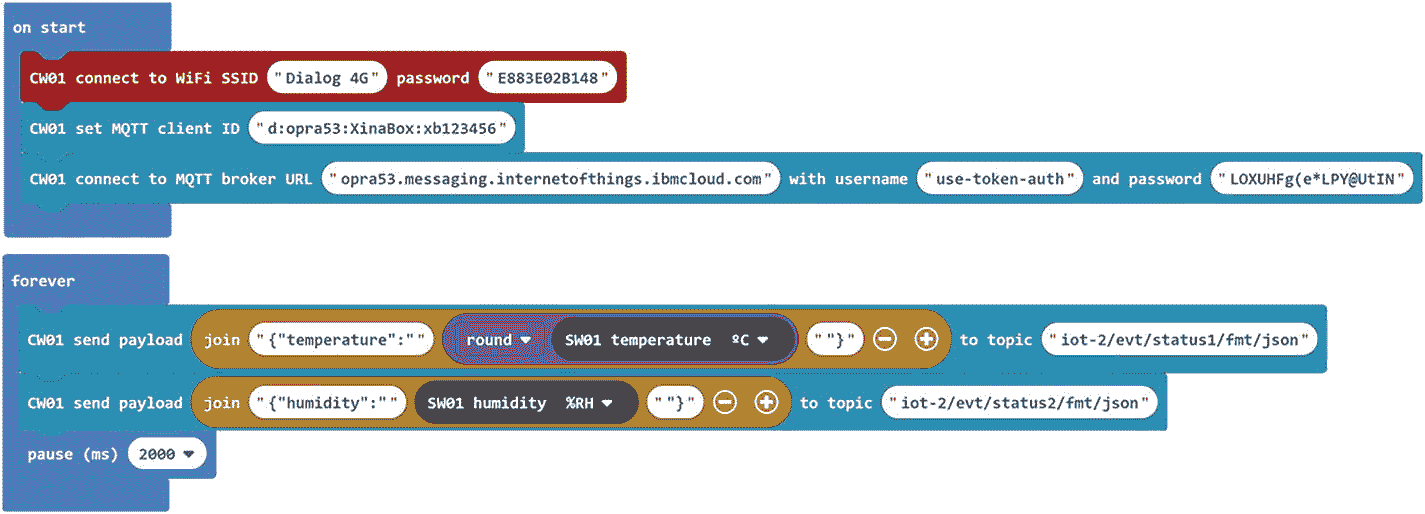 on start
CW01 connect to WiFi SSID "Dialog 4G" password "E883E02B148"
CW01 set MQTT client ID "d:opra53:XinaBox:xb123456"
CW01 connect to MQTT broker URL "opra53.messaging.internetofthings.ibmcloud.com" with username "use-token-auth" and password "LOXUHFg(e*LPY@UtIN"
forever
CW01 send payload join "{"temperature":"" round SW01 temperature ºC ""}" to topic "iot-2/evt/status1/fmt/json"
CW01 send payload join "{"humidity":"" SW01 humidity %RH ""}" to topic "iot-2/evt/status2/fmt/json"
pause (ms) 2000